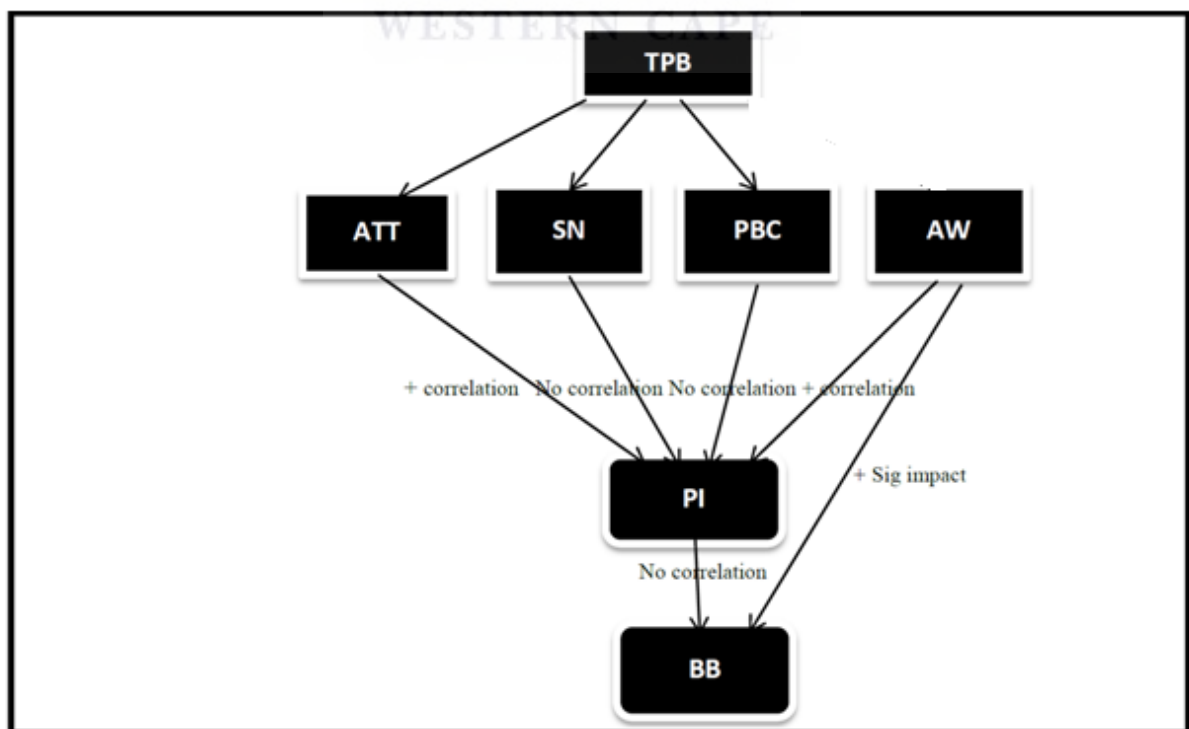 WESTERN CAPE
TPB
ATT
SN
PBC
AW
+ correlation
No correlation
No correlation
+ correlation
+ Sig impact
PI
No correlation
BB